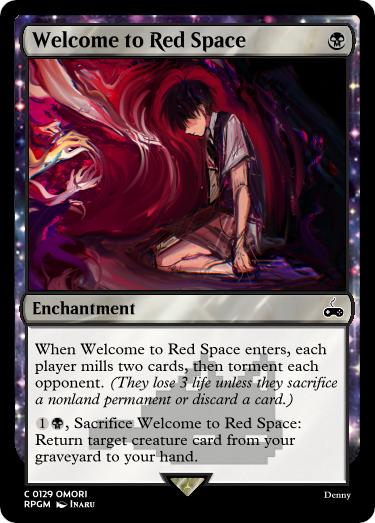 Welcome to Red Space
Enchantment
When Welcome to Red Space enters, each
player mills two cards, then torment each
opponent. (They lose 3 life unless they sacrifice
a nonland permanent or discard a card.)
1, Sacrifice Welcome to Red Space:
Return target creature card from your
graveyard to your hand.
C 0129 OMORI
RPGM Inaru
Denny